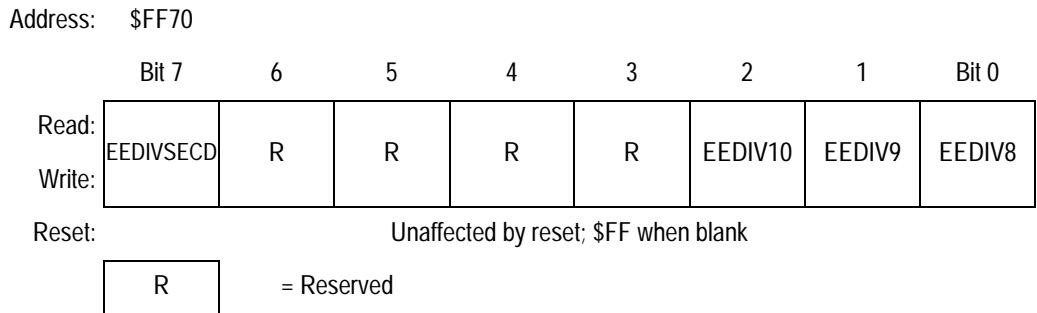 Address: $FF70
Bit 7 6 5 4 3 2 1 Bit 0
Read:
EEDIVSECD R R R R EEDIV10 EEDIV9 EEDIV8
Write:
Reset: Unaffected by reset; $FF when blank
R = Reserved